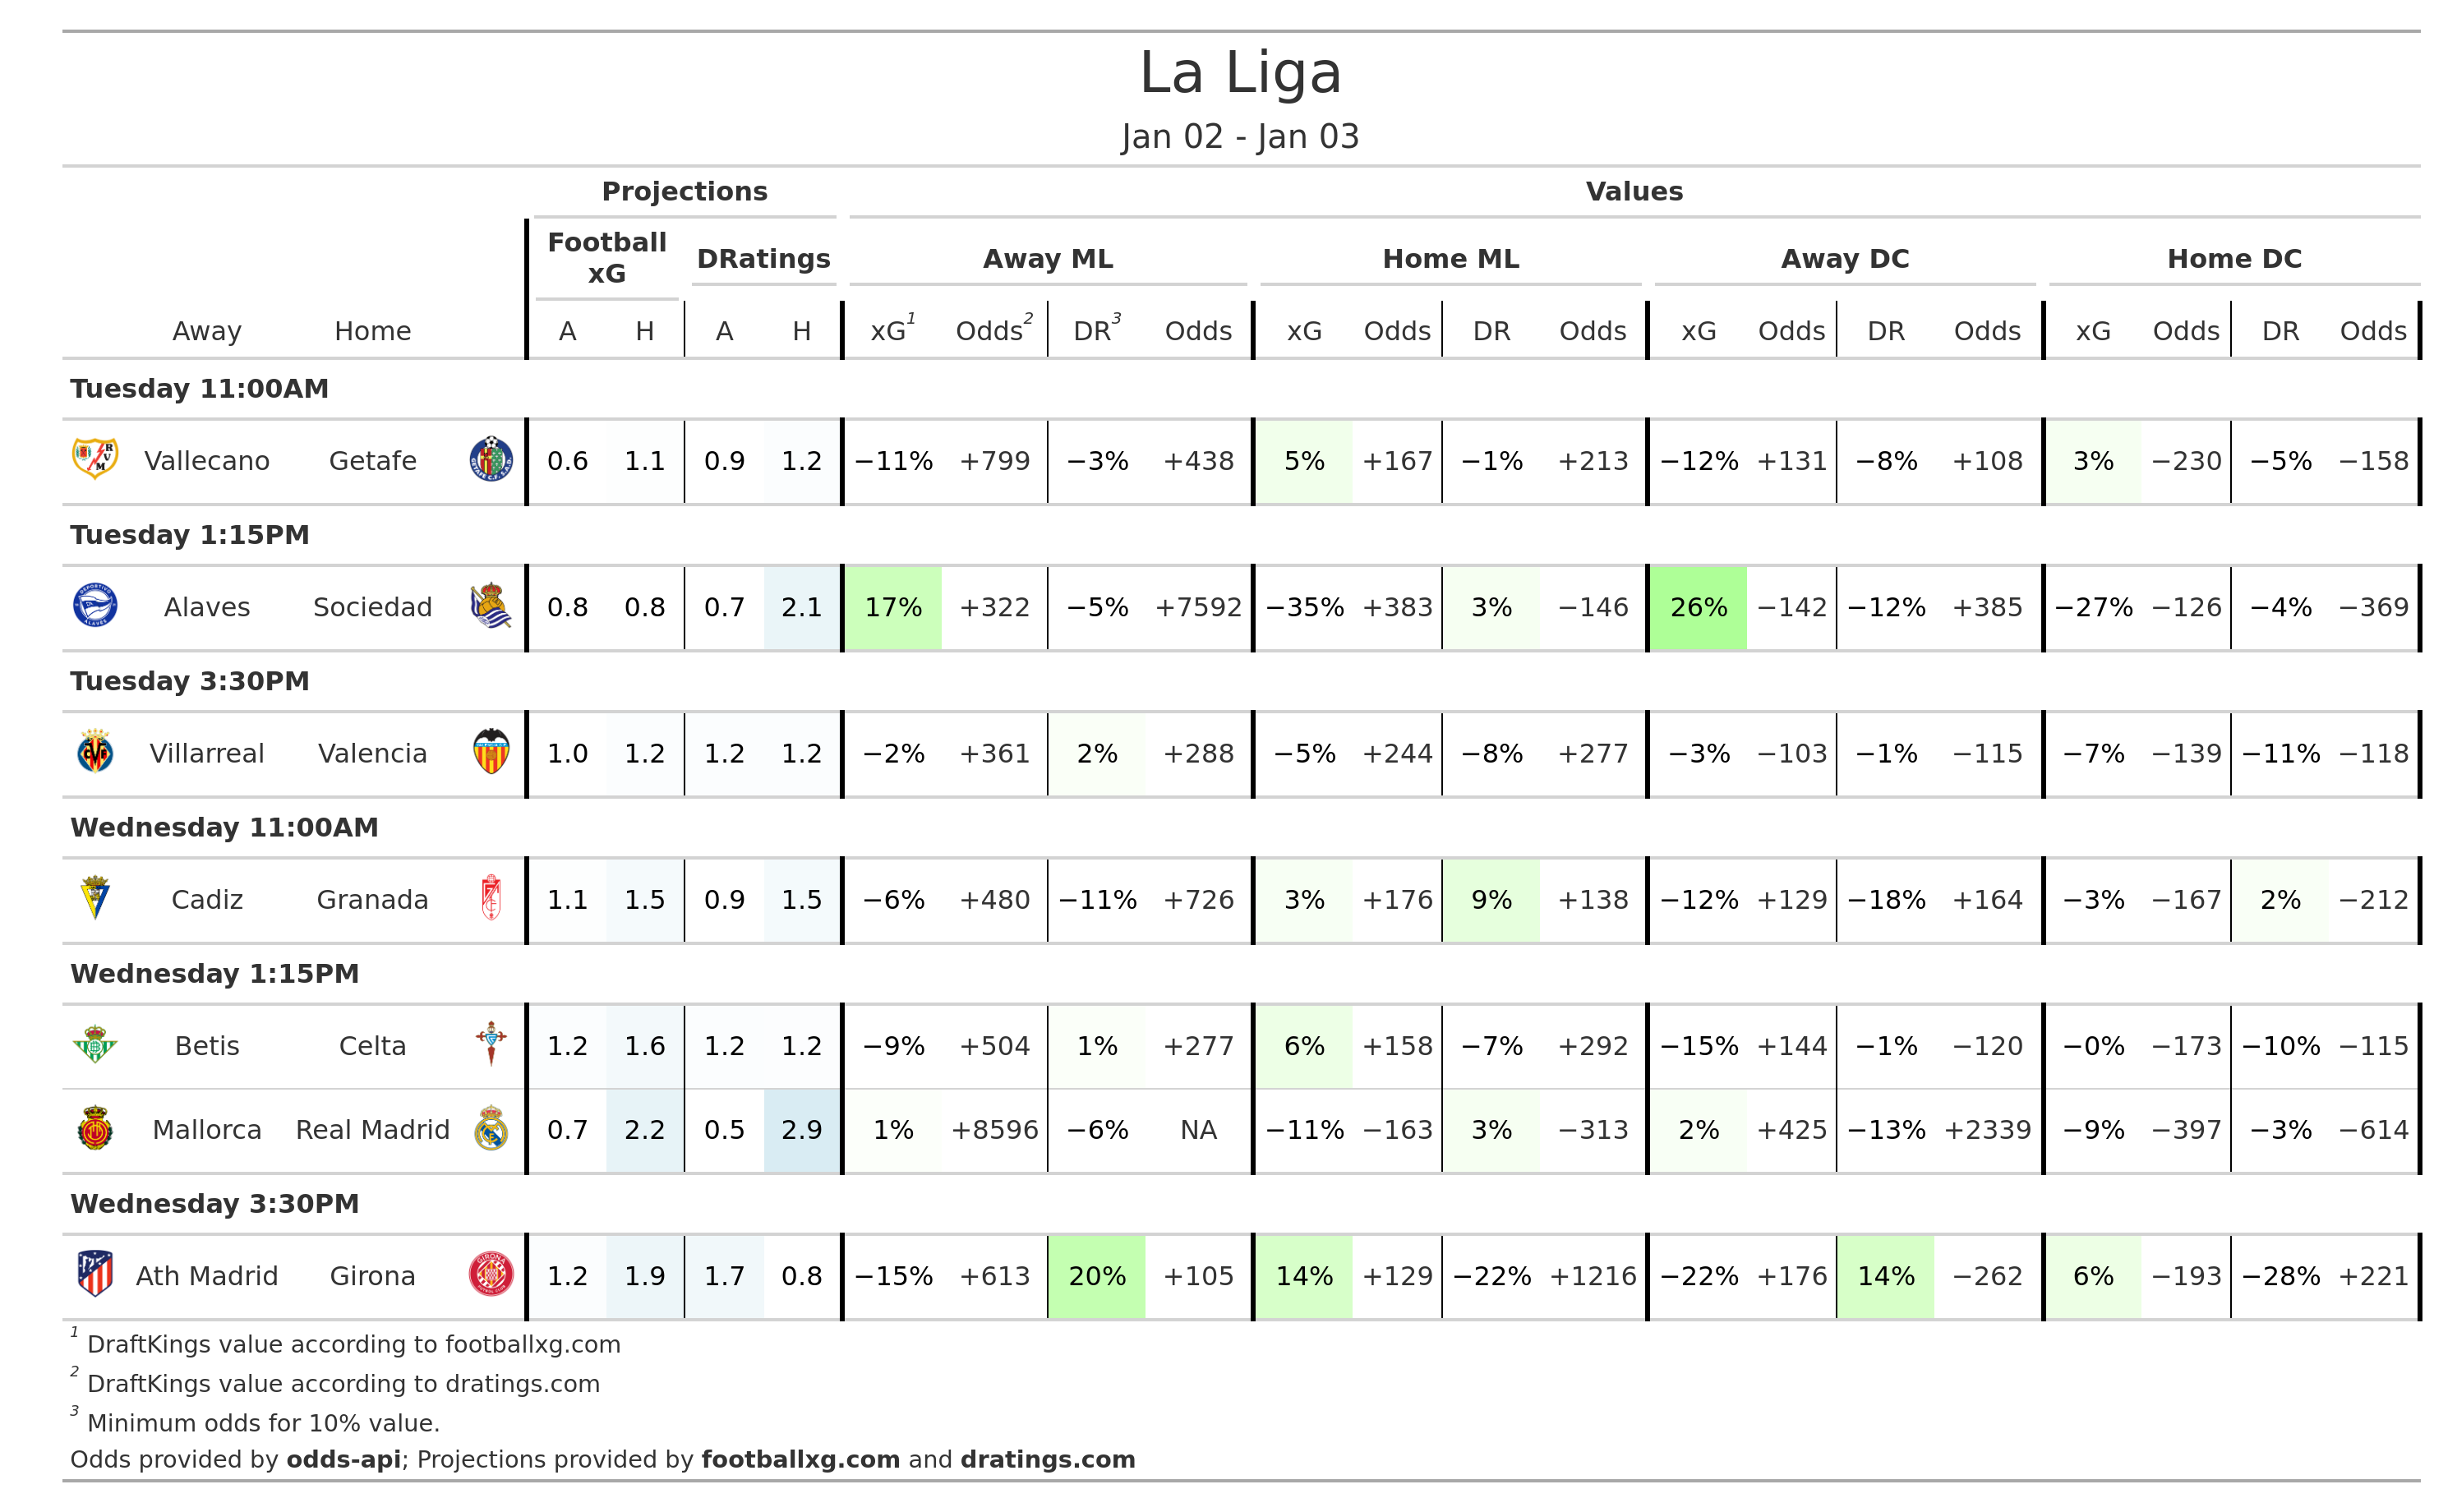 La Liga
Jan 02 - Jan 03
Projections Values
Football xG DRatings Away ML Home ML Away DC Home DC
Away Home A H A H xG1 Odds2 DR3 Odds xG Odds DR Odds xG Odds DR Odds xG Odds DR Odds
Tuesday 11:00AM
Vallecano Getafe 0.6 1.1 0.9 1.2 −11% +799 −3% +438 5% +167 −1% +213 −12% +131 −8% +108 3% −230 −5% −158
Tuesday 1:15PM
Alaves Sociedad 0.8 0.8 0.7 2.1 17% +322 −5% +7592 −35% +383 3% −146 26% −142 −12% +385 −27% −126 −4% −369
Tuesday 3:30PM
Villarreal Valencia 1.0 1.2 1.2 1.2 −2% +361 2% +288 −5% +244 −8% +277 −3% −103 −1% −115 −7% −139 −11% −118
Wednesday 11:00AM
Cadiz Granada 1.1 1.5 0.9 1.5 −6% +480 −11% +726 3% +176 9% +138 −12% +129 −18% +164 −3% −167 2% −212
Wednesday 1:15PM
Betis Celta 1.2 1.6 1.2 1.2 −9% +504 1% +277 6% +158 −7% +292 −15% +144 −1% −120 −0% −173 −10% −115
Mallorca Real Madrid 0.7 2.2 0.5 2.9 1% +8596 −6% NA −11% −163 3% −313 2% +425 −13% +2339 −9% −397 −3% −614
Wednesday 3:30PM
Ath Madrid Girona 1.2 1.9 1.7 0.8 −15% +613 20% +105 14% +129 −22% +1216 −22% +176 14% −262 6% −193 −28% +221
1 DraftKings value according to footballxg.com
2 DraftKings value according to dratings.com
3 Minimum odds for 10% value.
Odds provided by odds-api; Projections provided by footballxg.com and dratings.com